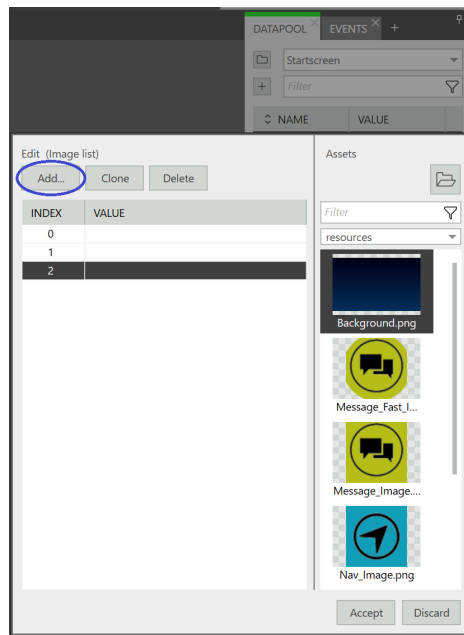 DATAPOOL EVENTS +
Startscreen
+ Filter
NAME VALUE
Edit (Image list)
Assets
Add... Clone Delete
INDEX VALUE
Filter
0
resources
1
2
Background.png
Message_Fast_I...
Message_Image....
Nav_Image.png
Accept Discard